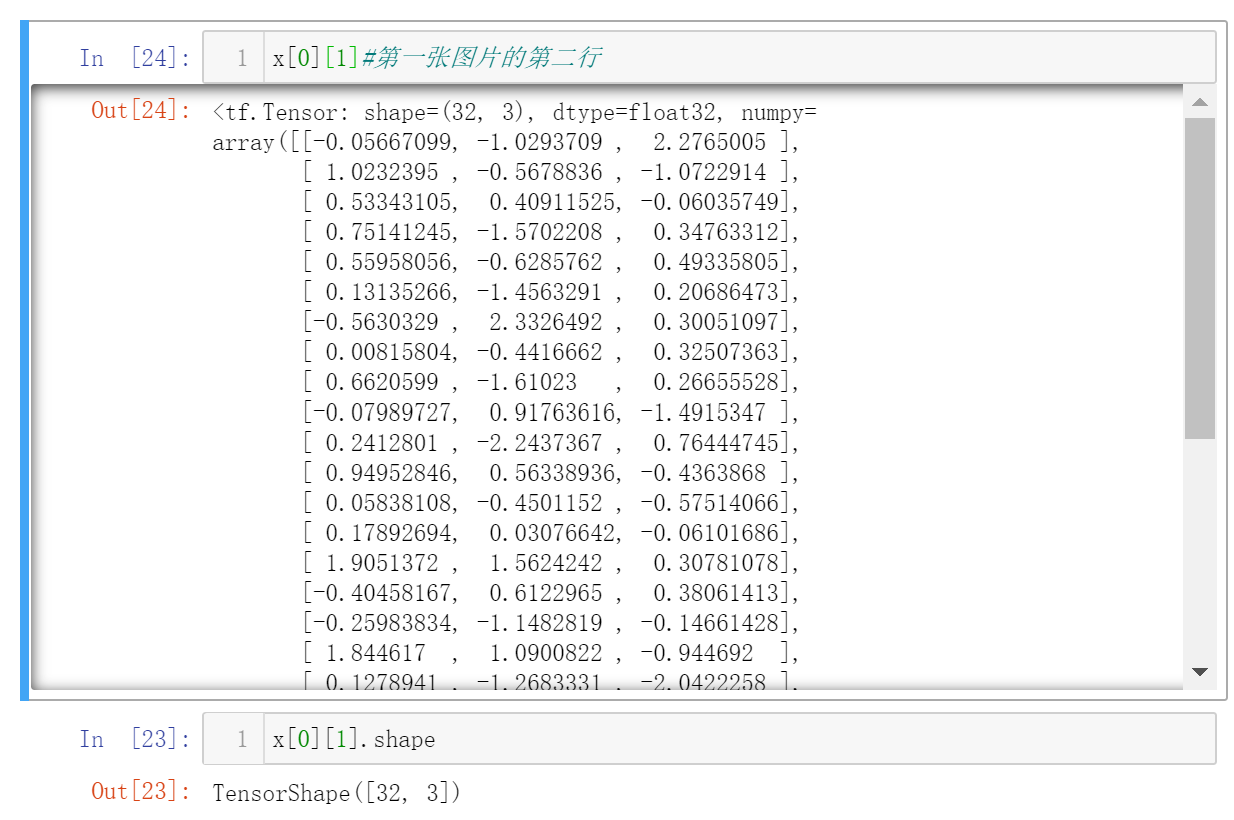 In [24]: 1 x[0][1]#第一张图片的第二行
Out[24]: <tf.Tensor: shape=(32, 3), dtype=float32, numpy=
array([[-0.05667099, -1.0293709 ,  2.2765005 ],
[ 1.0232395 , -0.5678836 , -1.0722914 ],
[ 0.53343105,  0.40911525, -0.06035749],
[ 0.75141245, -1.5702208 ,  0.34763312],
[ 0.55958056, -0.6285762 ,  0.49335805],
[ 0.13135266, -1.4563291 ,  0.20686473],
[-0.5630329 ,  2.3326492 ,  0.30051097],
[ 0.00815804, -0.4416662 ,  0.32507363],
[ 0.6620599 , -1.61023   ,  0.26655528],
[-0.07989727,  0.91763616, -1.4915347 ],
[ 0.2412801 , -2.2437367 ,  0.76444745],
[ 0.94952846,  0.56338936, -0.4363868 ],
[ 0.05838108, -0.4501152 , -0.57514066],
[ 0.17892694,  0.03076642, -0.06101686],
[ 1.9051372 ,  1.5624242 ,  0.30781078],
[-0.40458167,  0.6122965 ,  0.38061413],
[-0.25983834, -1.1482819 , -0.14661428],
[ 1.844617  ,  1.0900822 , -0.944692  ],
[ 0.1278941 , -1.2683331 , -2.0422258 ],
In [23]: 1 x[0][1].shape
Out[23]: TensorShape([32, 3])